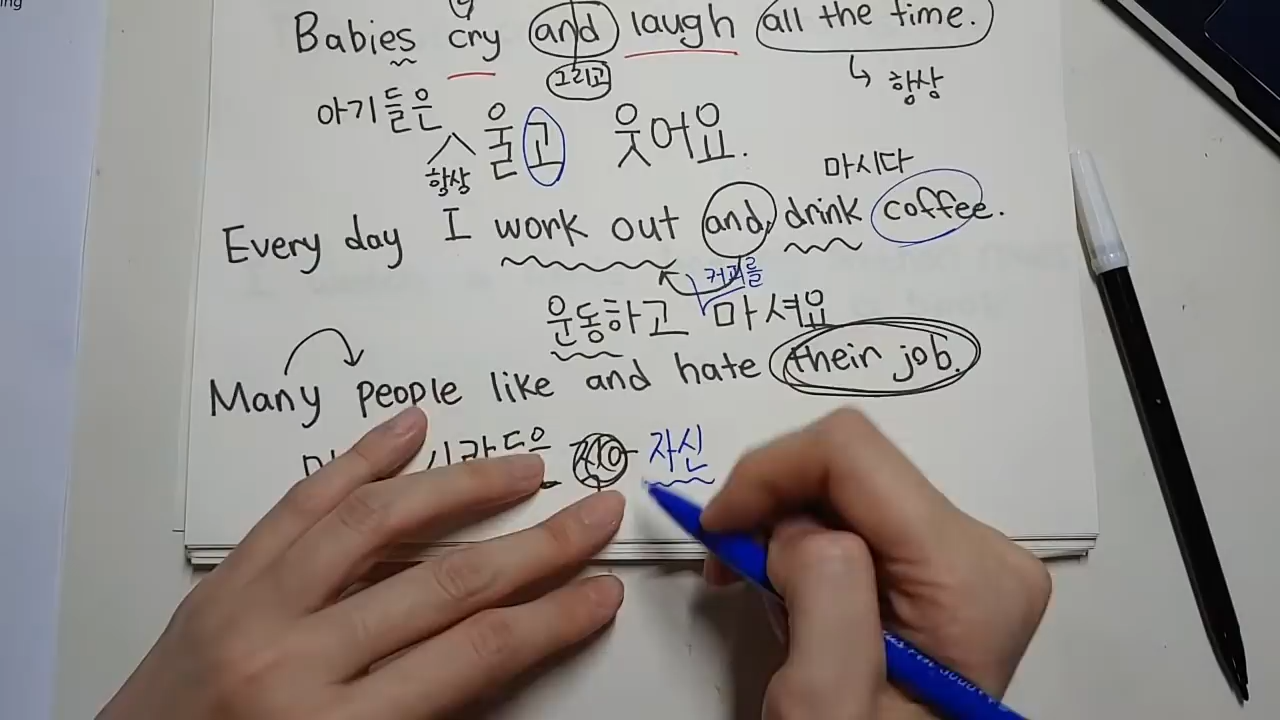 ing
Babies cry and laugh all the time.
그리고
항상
아기들은 울고 웃어요.
항상
마시다
Every day I work out and drink coffee.
커피를
운동하고 마셔요
Many people like and hate their job.
자신